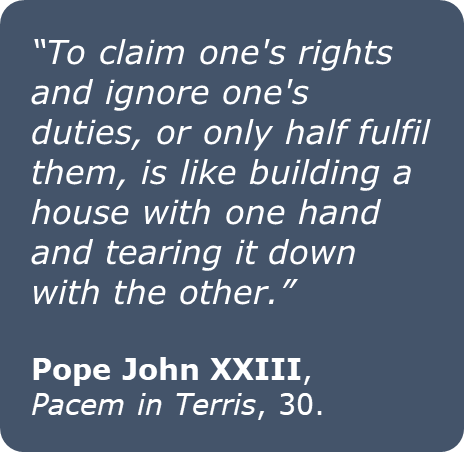 “To claim one's rights
and ignore one's
duties, or only half fulfil
them, is like building a
house with one hand
and tearing it down
with the other.”
Pope John XXIII,
Pacem in Terris, 30.